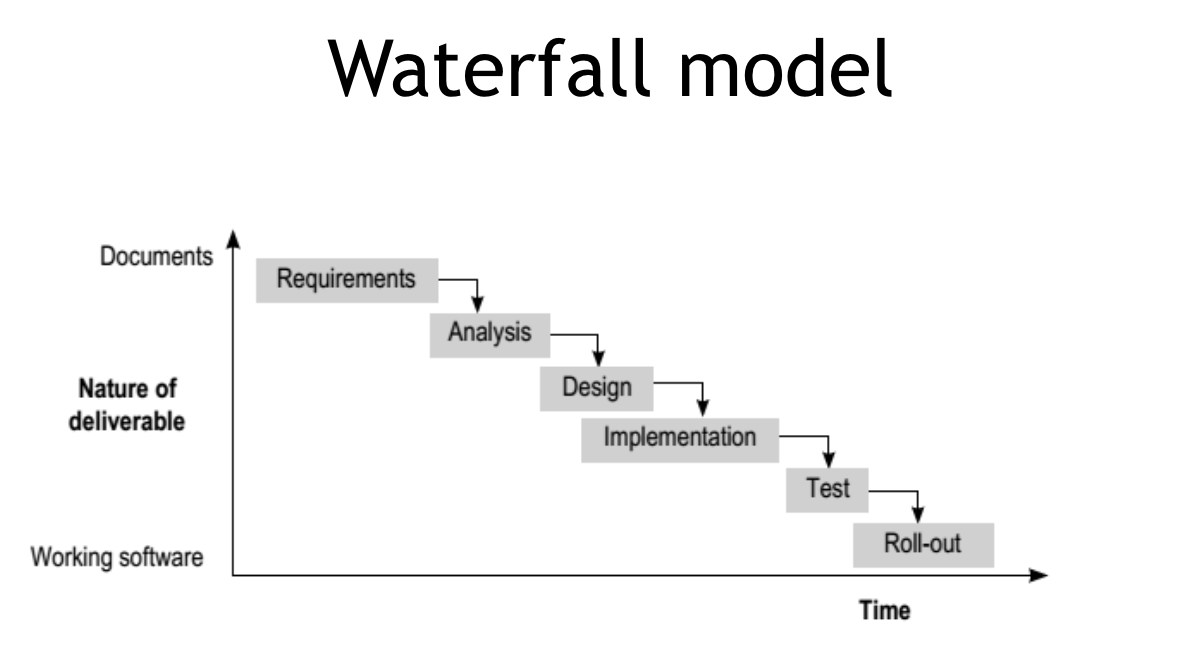 Waterfall model
Documents
Requirements
Analysis
Nature of
deliverable
Design
Implementation
Test
Roll-out
Working software
Time